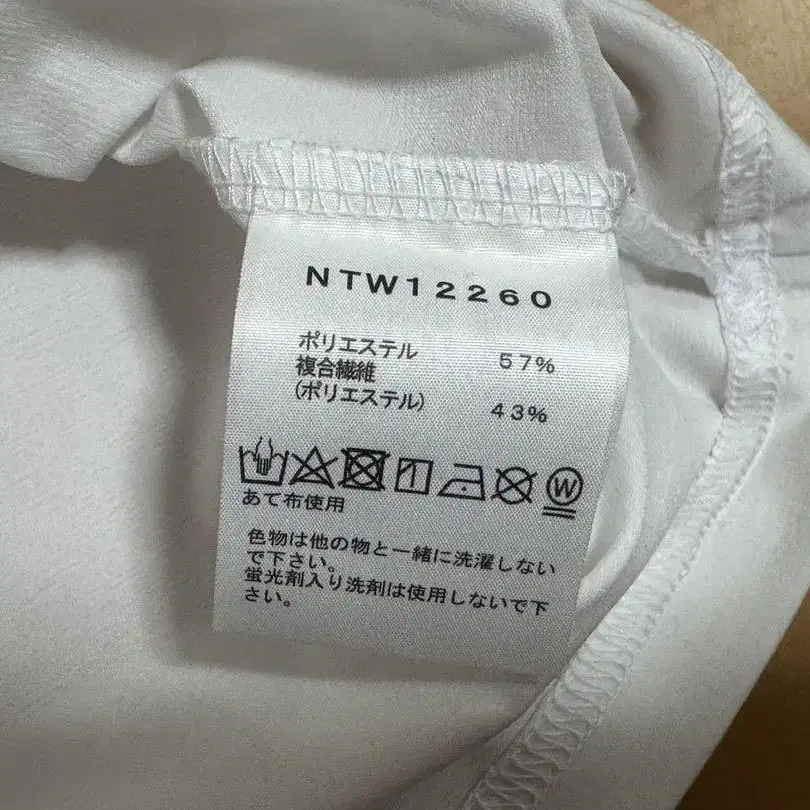 NTW12260
ポリエステル 57%
複合繊維
(ポリエステル) 43%
W
あて布使用
色物は他の物と一緒に洗濯しない
で下さい。
蛍光剤入り洗剤は使用しないで下
さい。